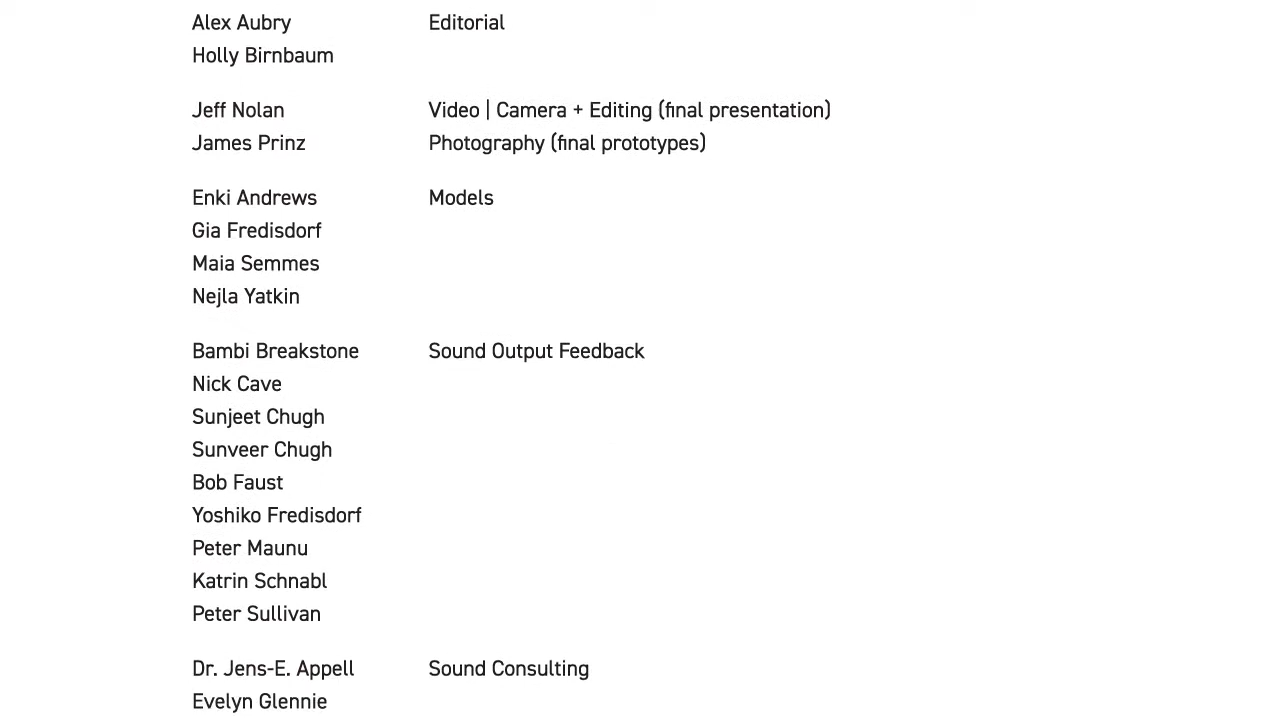 Alex Aubry Editorial
Holly Birnbaum
Jeff Nolan Video | Camera + Editing (final presentation)
James Prinz Photography (final prototypes)
Enki Andrews Models
Gia Fredisdorf
Maia Semmes
Nejla Yatkin
Bambi Breakstone Sound Output Feedback
Nick Cave
Sunjeet Chugh
Sunveer Chugh
Bob Faust
Yoshiko Fredisdorf
Peter Maunu
Katrin Schnabl
Peter Sullivan
Dr. Jens-E. Appell Sound Consulting
Evelyn Glennie